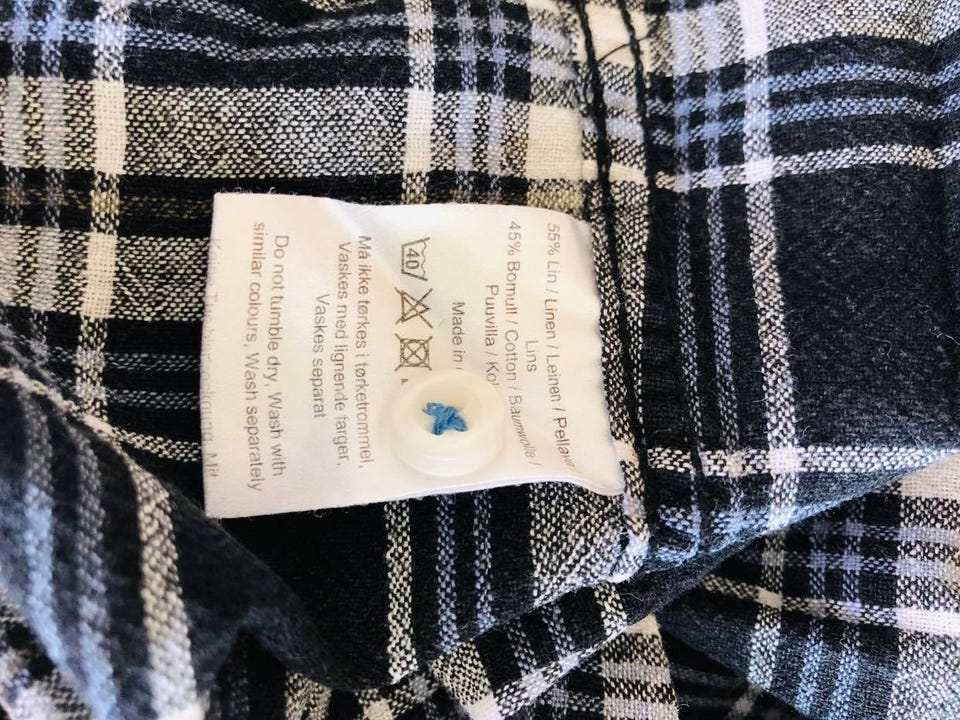 55% Lin / Linen / Leinen / Pellava
Lins
45% Bomull / Cotton / Baumwolle /
Puuvilla /
Made in
40
Må ikke tørkes i tørketrommel,
Vaskes med lignende farger,
Vaskes separat
Do not tumble dry, Wash with
similar colours, Wash separately